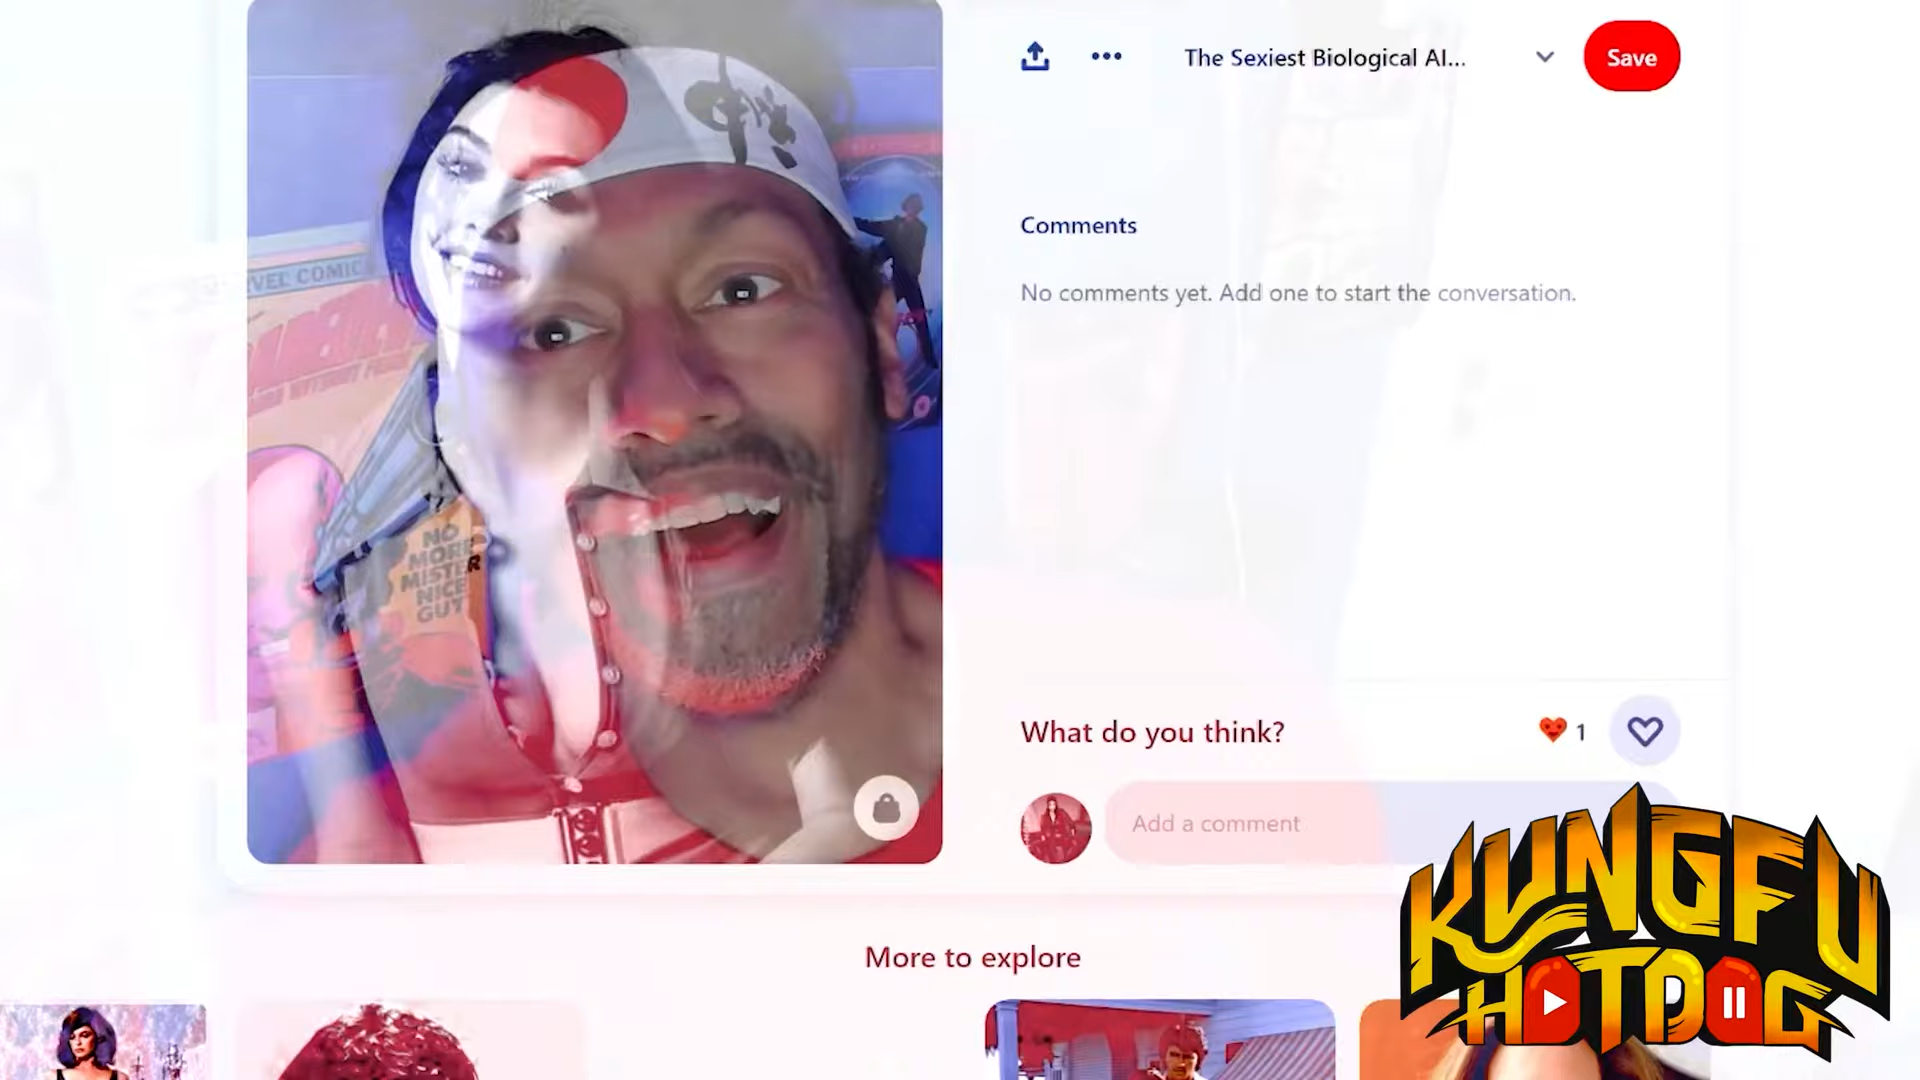 The Sexiest Biological AI...
Save
Comments
VEL COMIC
No comments yet. Add one to start the conversation.
NO
MORE
MISTER
NICE
GUT
What do you think?
1
Add a comment
KUNGFU
HOTDOG
More to explore